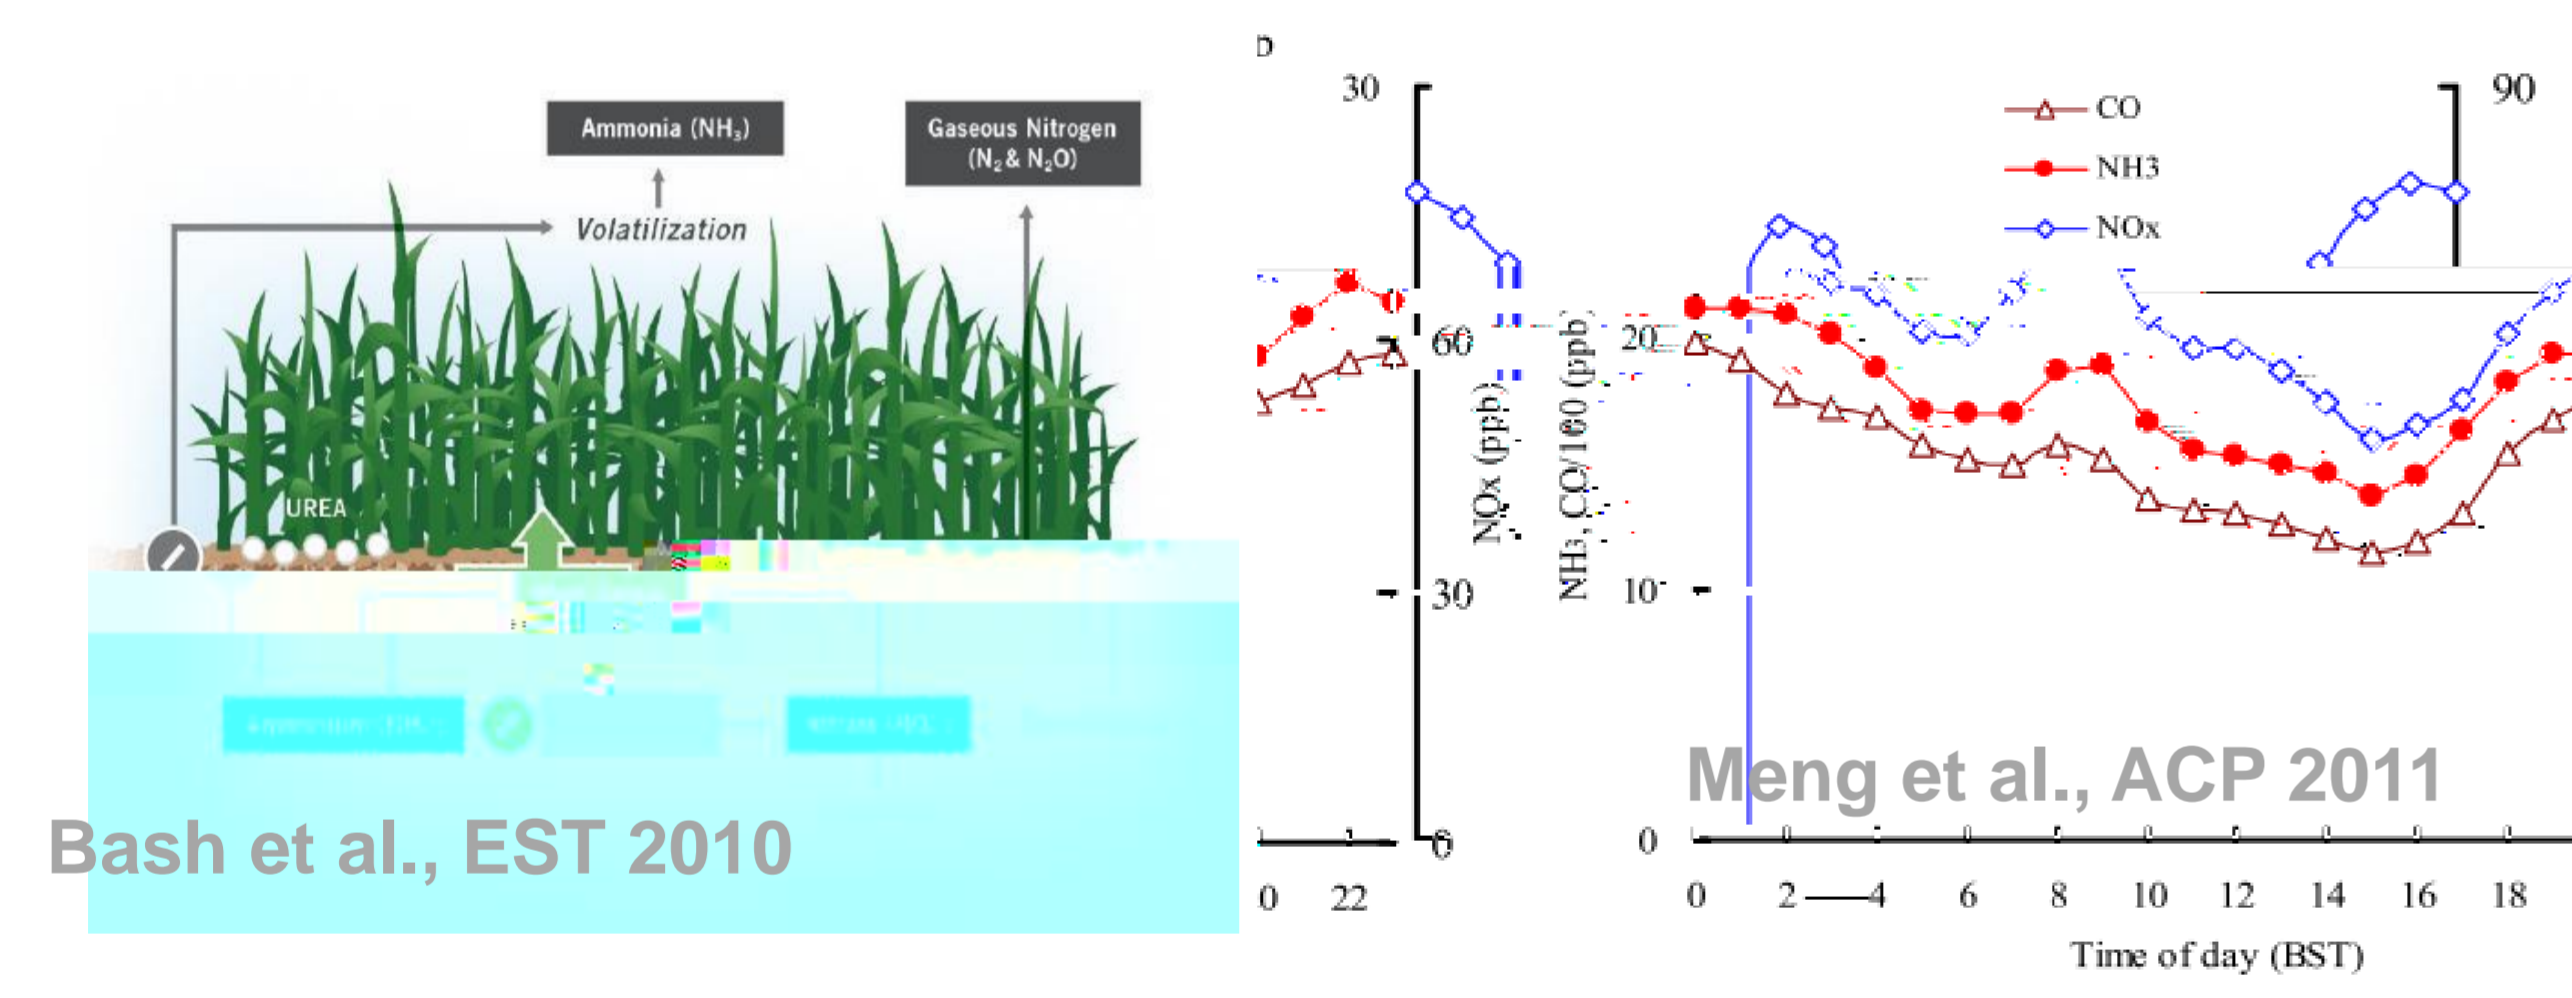 Ammonia (NH₃)
Gaseous Nitrogen
(N₂ & N₂O)
Volatilization
UREA
Bash et al., EST 2010
30
60
30
0 22
NOx (ppb)
NH3, CO/100 (ppb)
20
10
0
CO
NH3
NOx
90
Meng et al., ACP 2011
0 2 4 6 8 10 12 14 16 18
Time of day (BST)